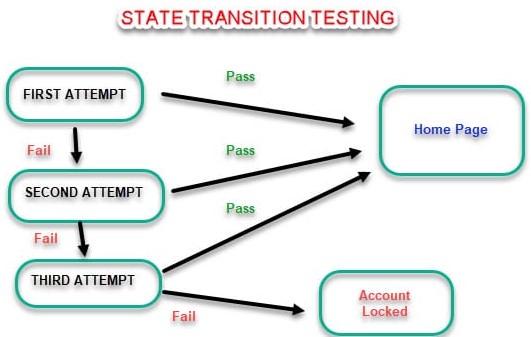 STATE TRANSITION TESTING
Pass
FIRST ATTEMPT
Home Page
Fail
Pass
SECOND ATTEMPT
Pass
Fail
THIRD ATTEMPT
Account
Locked
Fail